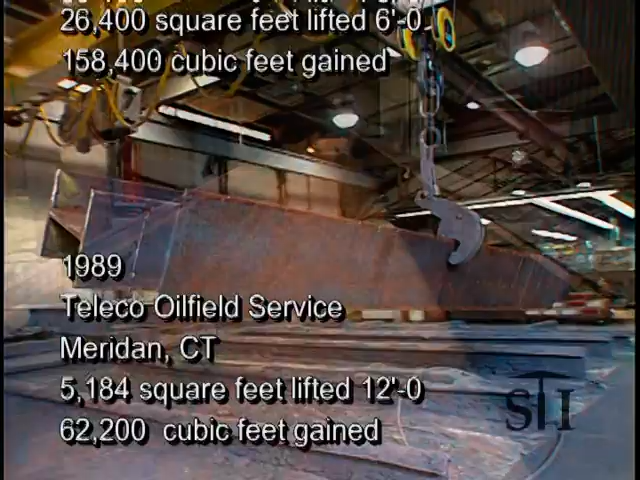 26,400 square feet lifted 6'-0
158,400 cubic feet gained
1989
Teleco Oilfield Service
Meridan, CT
5,184 square feet lifted 12'-0
62,200 cubic feet gained
STI